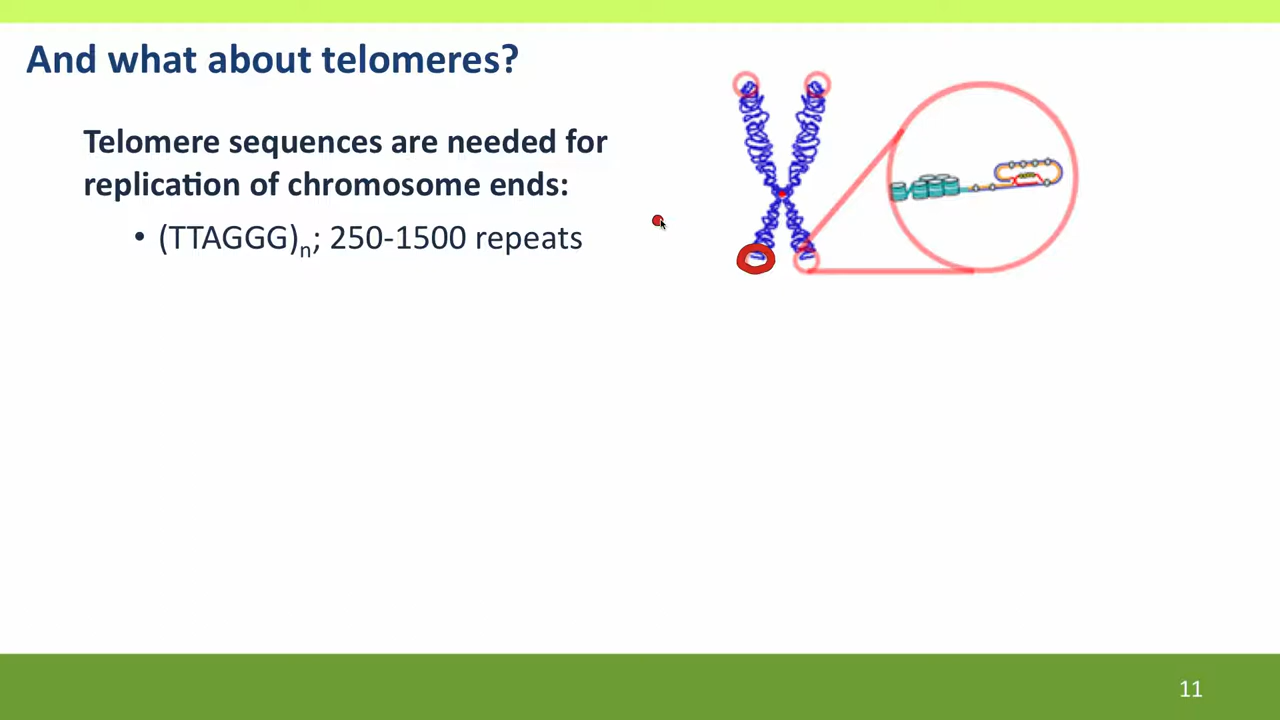 And what about telomeres?
Telomere sequences are needed for
replication of chromosome ends:
• (TTAGGG)n; 250-1500 repeats
11